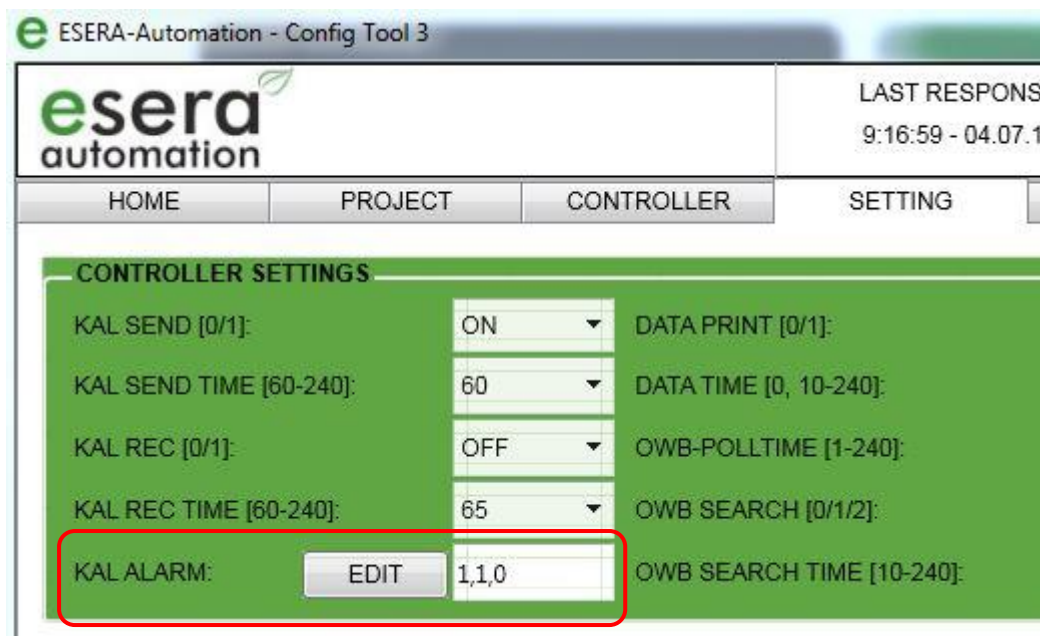 ESERA-Automation - Config Tool 3
esera
automation
LAST RESPONS
9:16:59 - 04.07.1
HOME PROJECT CONTROLLER SETTING
CONTROLLER SETTINGS
KAL SEND [0/1]: ON DATA PRINT [0/1]:
KAL SEND TIME [60-240]: 60 DATA TIME [0, 10-240]:
KAL REC [0/1]: OFF OWB-POLLTIME [1-240]:
KAL REC TIME [60-240]: 65 OWB SEARCH [0/1/2]:
KAL ALARM: EDIT 1,1,0 OWB SEARCH TIME [10-240]: